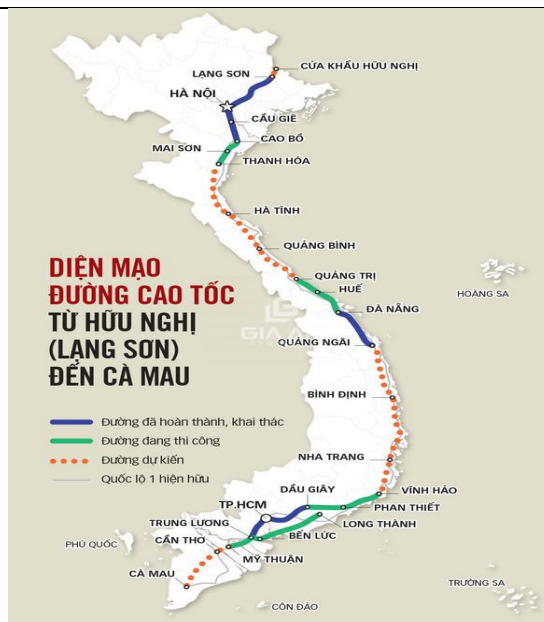 CỬA KHẨU HỮU NGHỊ
LẠNG SƠN
HÀ NỘI
CẦU GIẼ
CAO BỒ
MAI SƠN
THANH HÓA
HÀ TĨNH
QUẢNG BÌNH
QUẢNG TRỊ
HUẾ
ĐÀ NẴNG
HOÀNG SA
QUẢNG NGÃI
DIỆN MẠO
ĐƯỜNG CAO TỐC
TỪ HỮU NGHỊ
(LẠNG SƠN)
ĐẾN CÀ MAU
BÌNH ĐỊNH
Đường đã hoàn thành, khai thác
Đường đang thi công
Đường dự kiến
Quốc lộ 1 hiện hữu
NHA TRANG
DẦU GIÂY
VĨNH HẢO
TP.HCM
PHAN THIẾT
TRUNG LƯƠNG
LONG THÀNH
CẦN THƠ
BẾN LỨC
PHÚ QUỐC
MỸ THUẬN
CÀ MAU
TRƯỜNG SA
CÔN ĐẢO